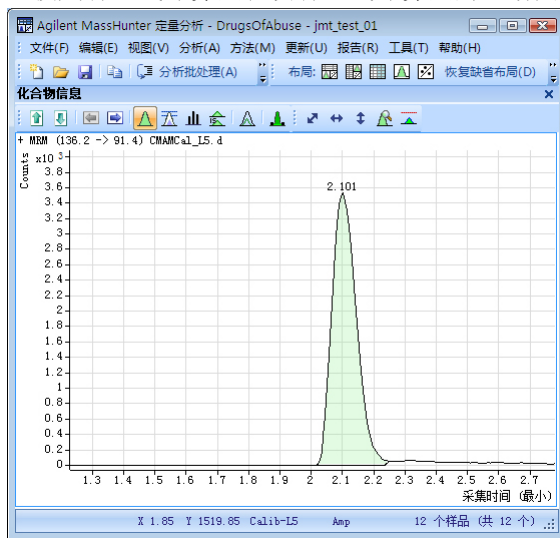 Agilent MassHunter 定量分析 - DrugsOfAbuse - jmt_test_01
文件(F) 编辑(E) 视图(V) 分析(A) 方法(M) 更新(U) 报告(R) 工具(T) 帮助(H)
分析批处理(A) 布局: 恢复缺省布局(D)
化合物信息
+ MRM (136.2 -> 91.4) CMAMCal_L5.d
Counts
x10 3
3.8
3.6
3.4
3.2
3
2.8
2.6
2.4
2.2
2
1.8
1.6
1.4
1.2
1
0.8
0.6
0.4
0.2
0
2.101
1.3 1.4 1.5 1.6 1.7 1.8 1.9 2 2.1 2.2 2.3 2.4 2.5 2.6 2.7
采集时间 (最小)
X 1.85 Y 1519.85 Calib-L5 Amp 12 个样品 (共 12 个)